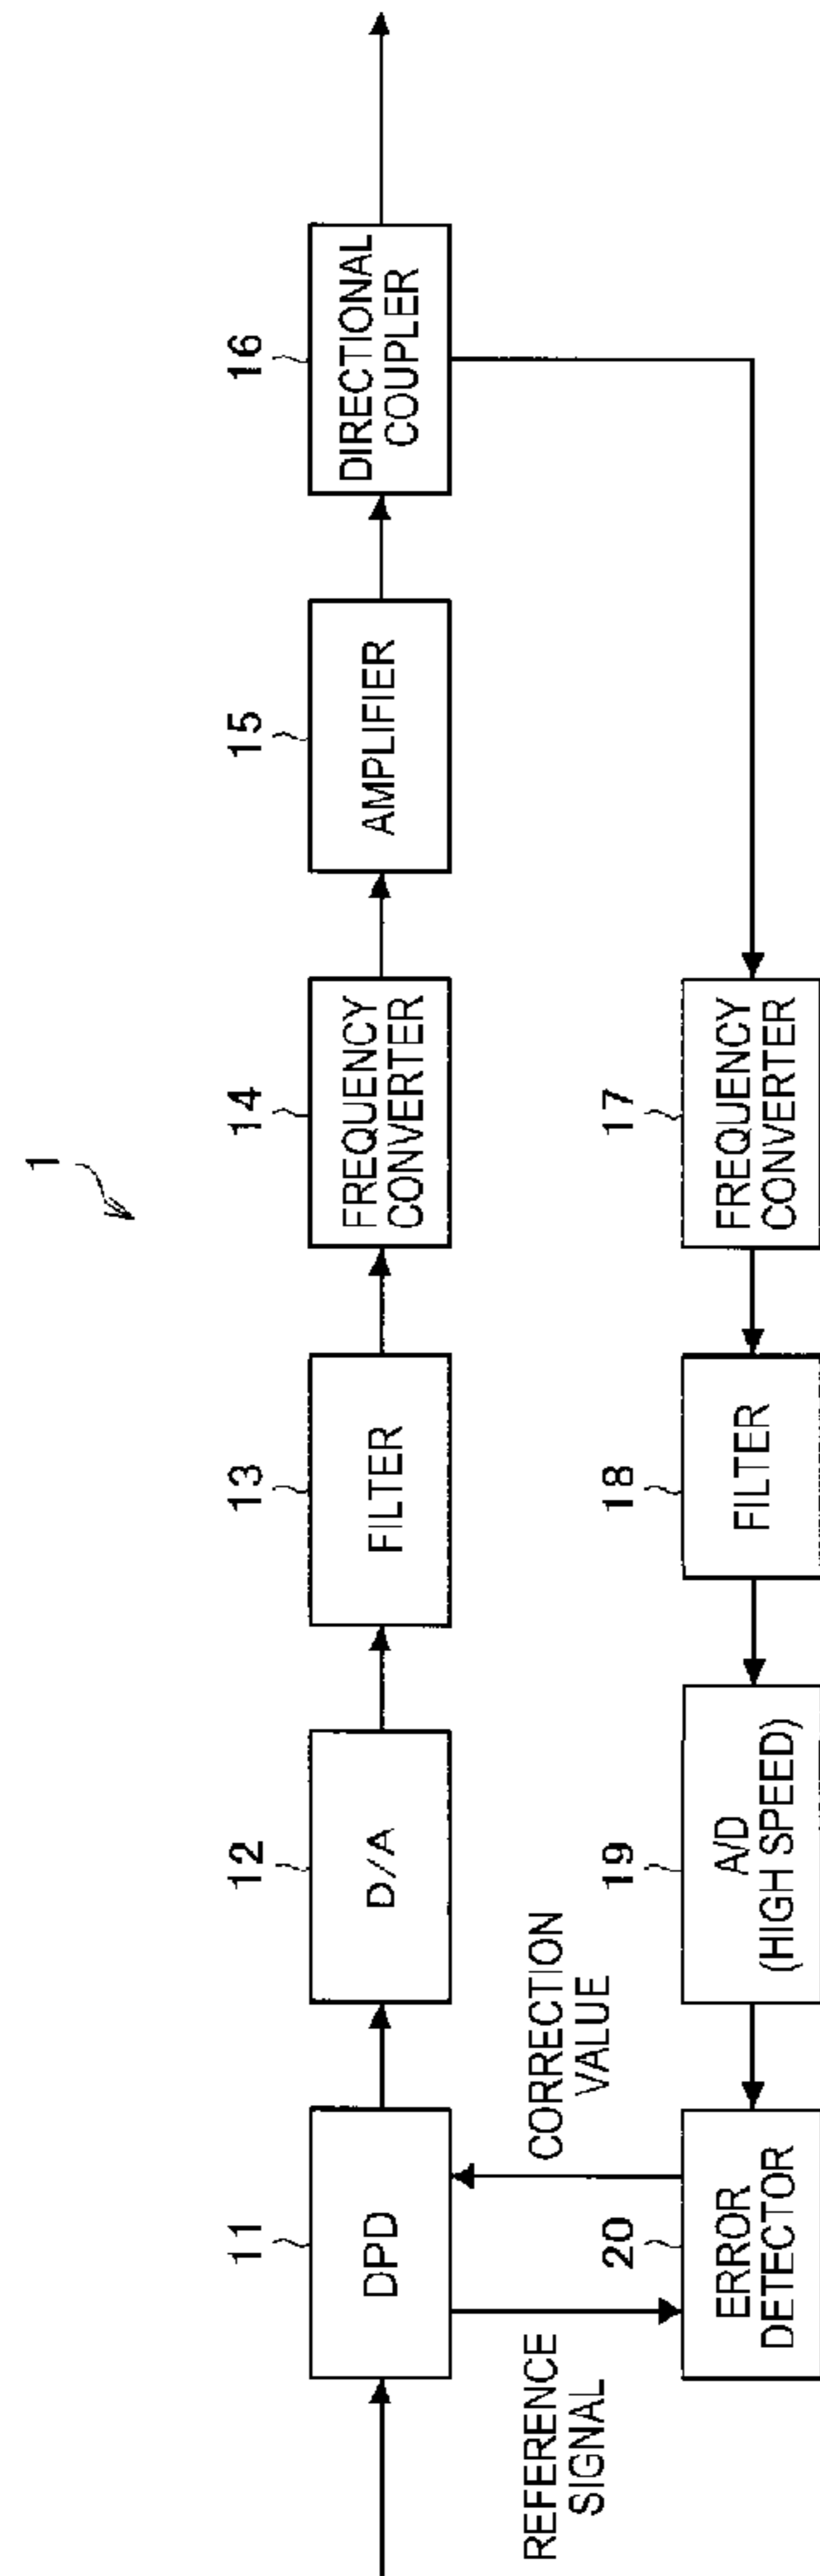 1
11
DPD
12
D/A
13
FILTER
14
FREQUENCY
CONVERTER
15
AMPLIFIER
16
DIRECTIONAL
COUPLER
REFERENCE
SIGNAL
CORRECTION
VALUE
20
ERROR
DETECTOR
19
A/D
(HIGH SPEED)
18
FILTER
17
FREQUENCY
CONVERTER